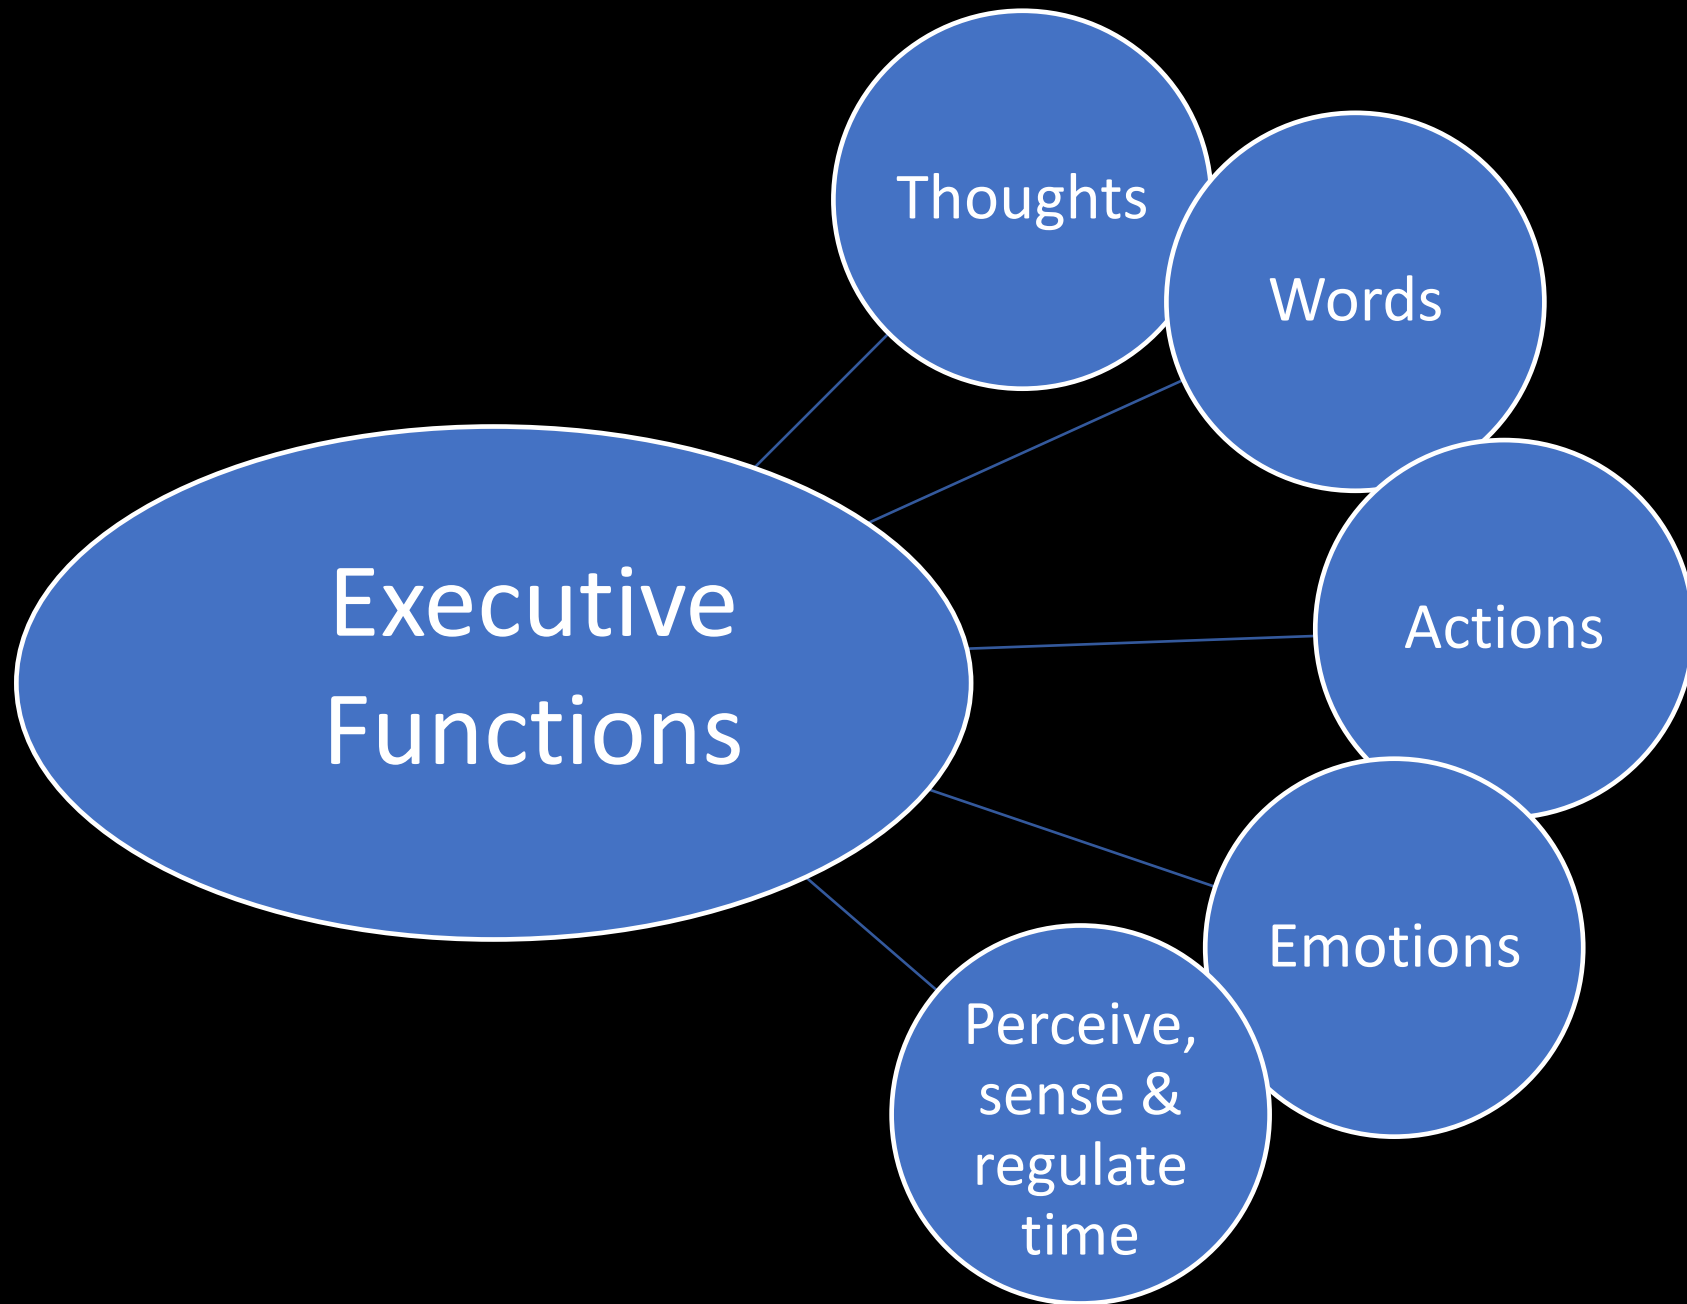 Thoughts
Words
Executive
Functions
Actions
Emotions
Perceive,
sense &
regulate
time